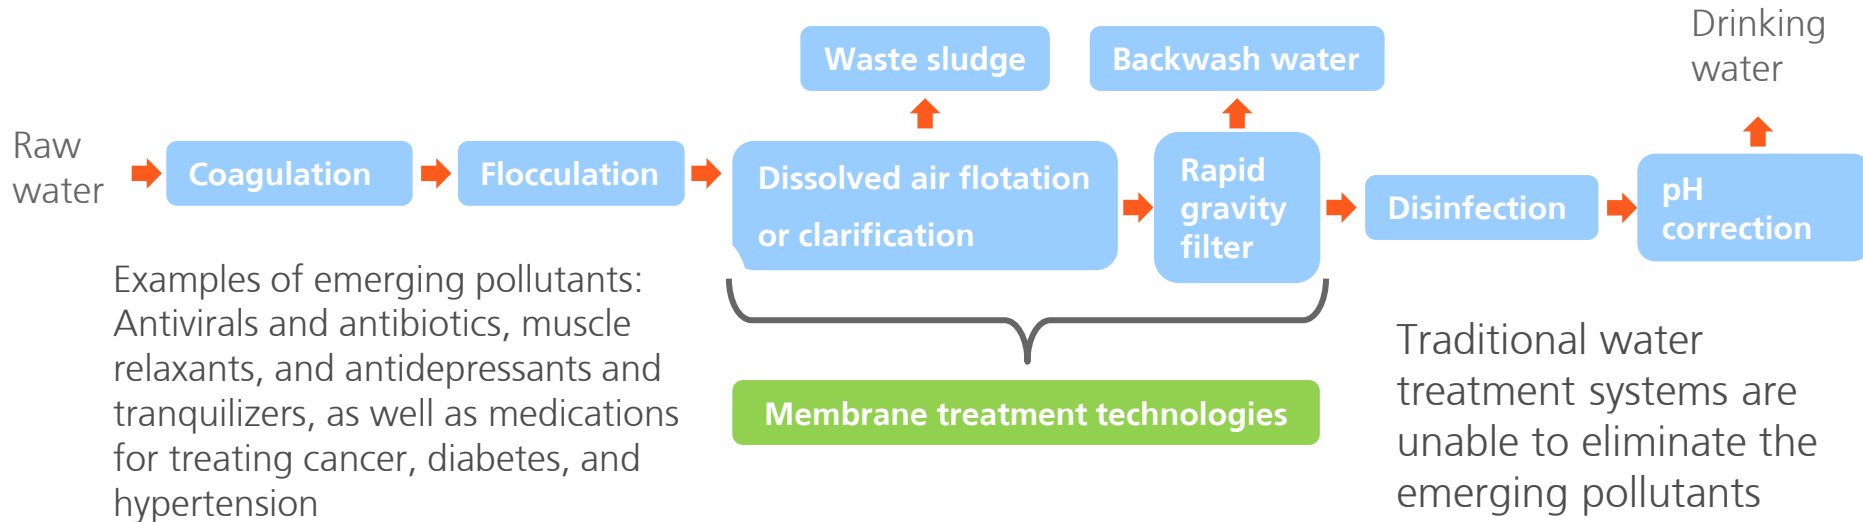 Raw
water
Coagulation
Flocculation
Waste sludge
Dissolved air flotation
or clarification
Backwash water
Rapid
gravity
filter
Disinfection
pH
correction
Drinking
water
Membrane treatment technologies
Examples of emerging pollutants:
Antivirals and antibiotics, muscle
relaxants, and antidepressants and
tranquilizers, as well as medications
for treating cancer, diabetes, and
hypertension
Traditional water
treatment systems are
unable to eliminate the
emerging pollutants